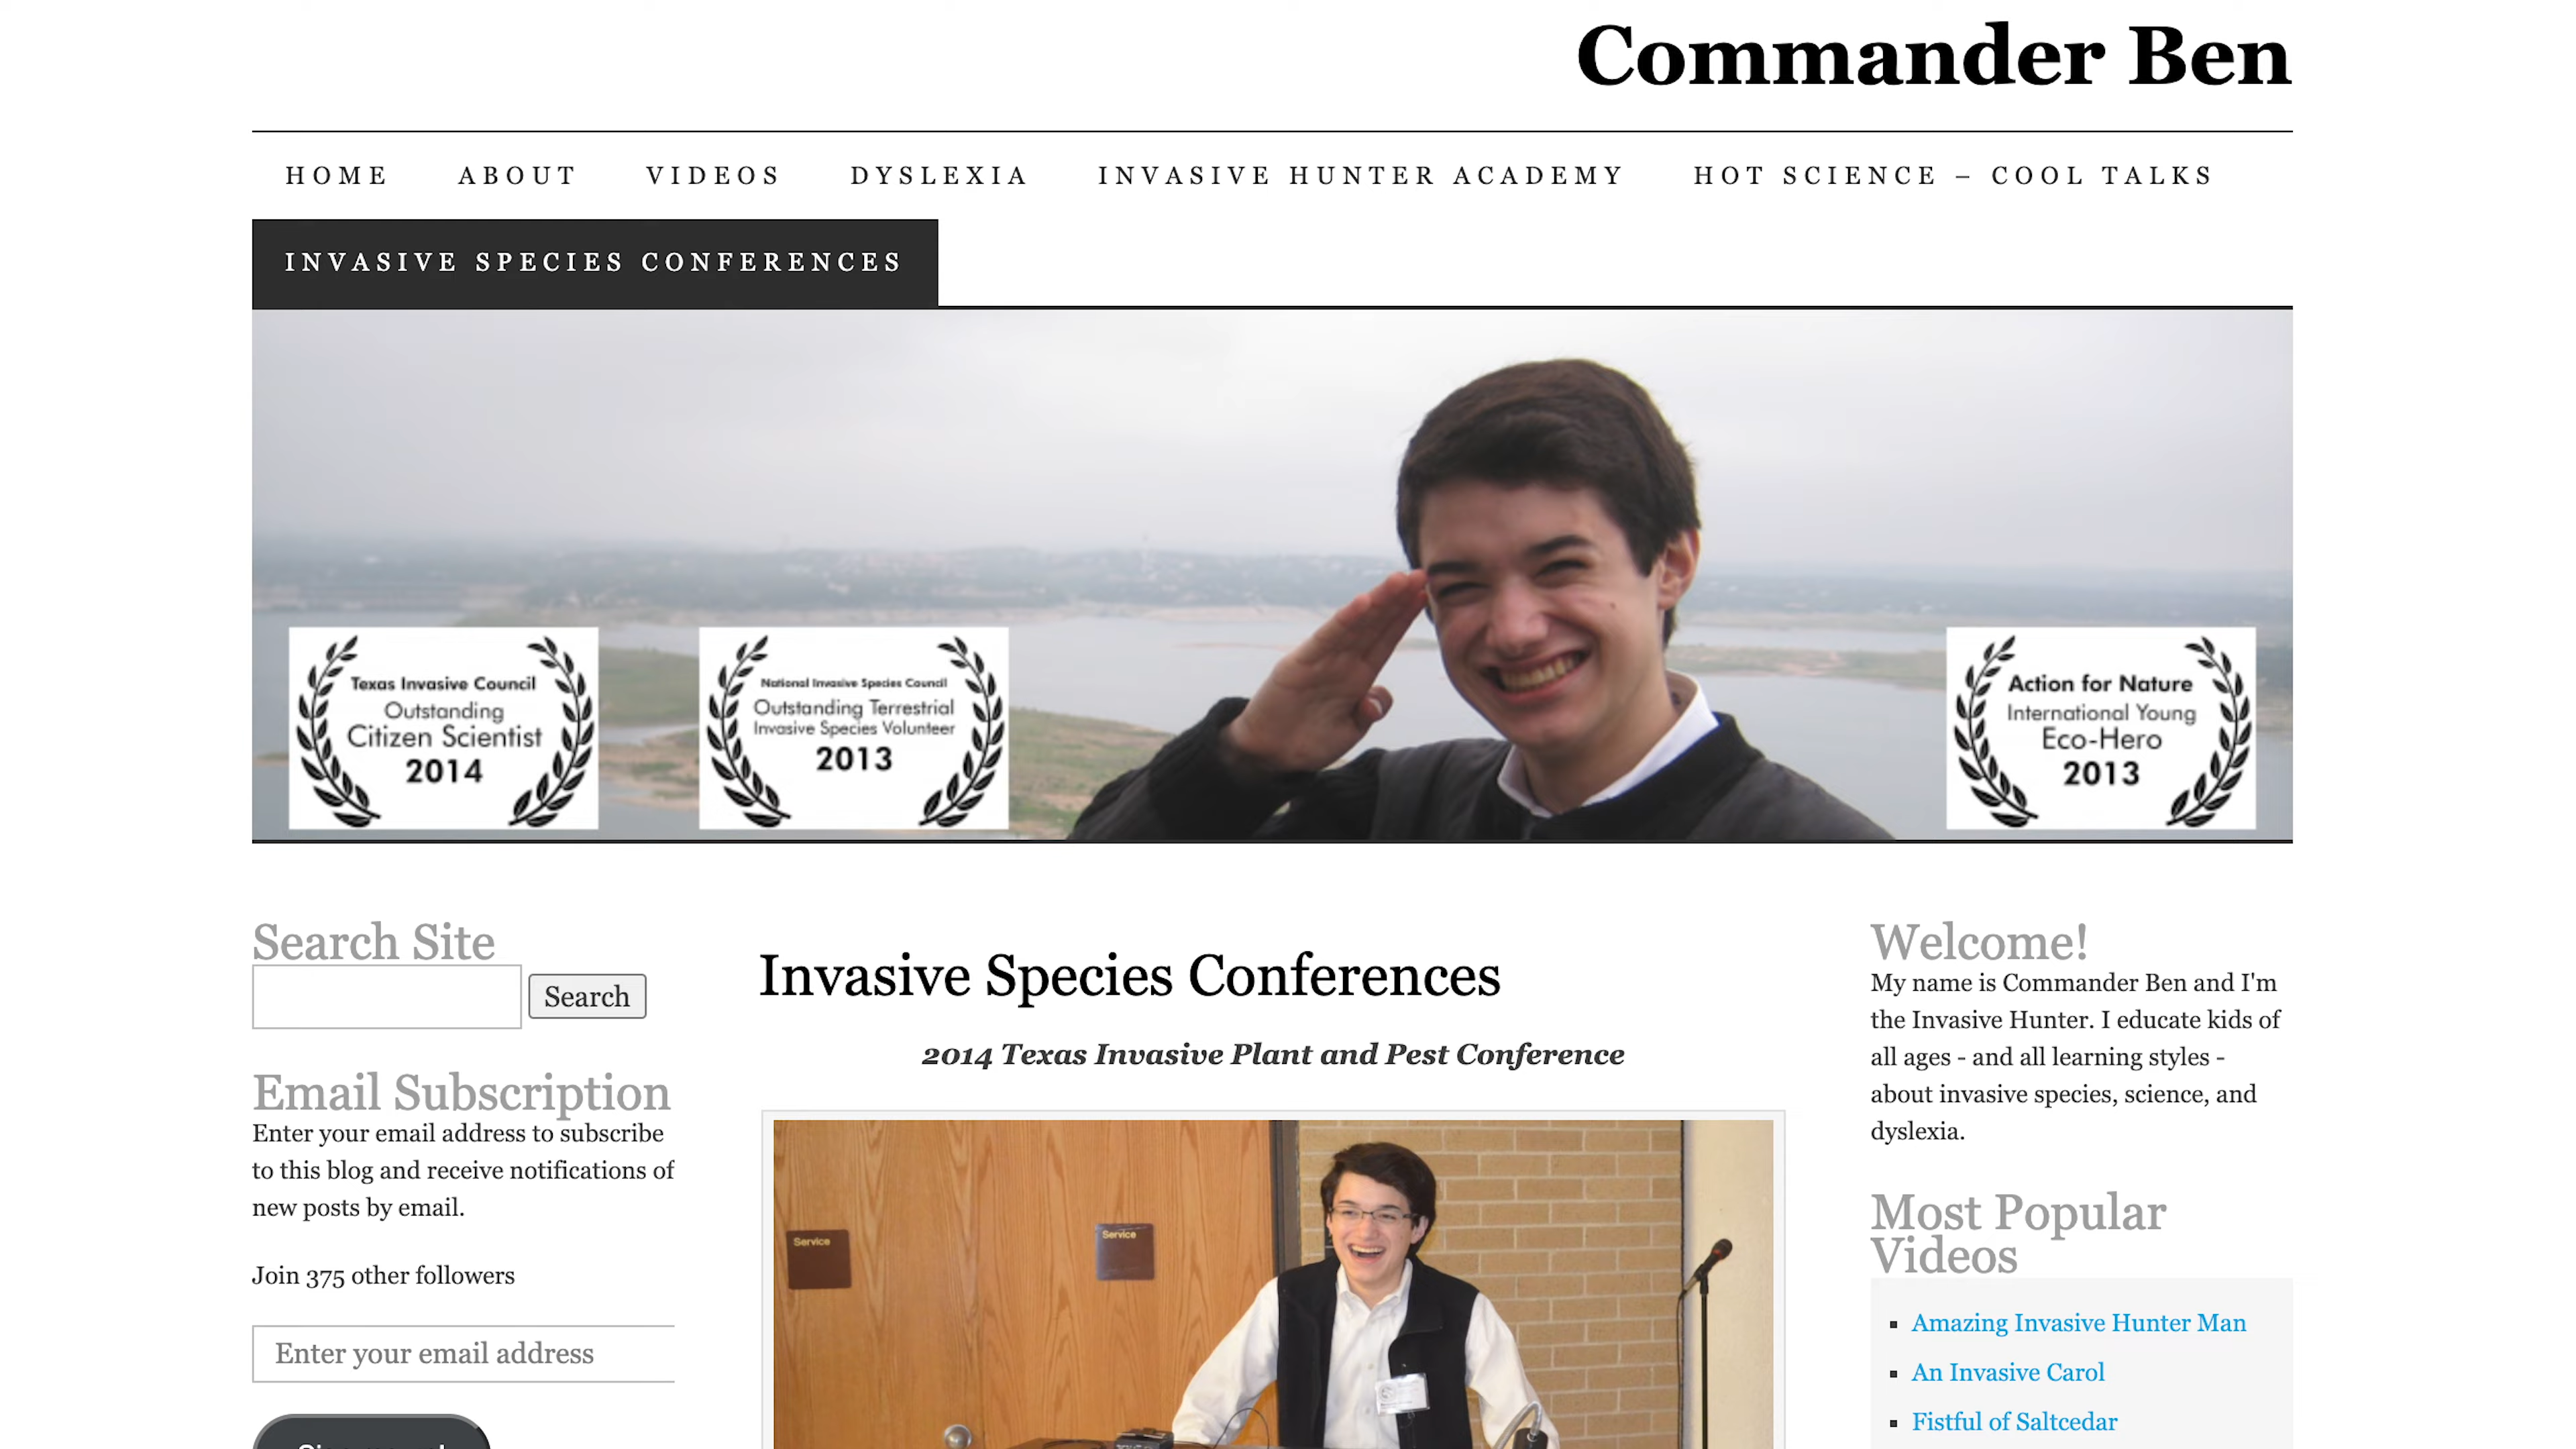 Commander Ben
HOME ABOUT VIDEOS DYSLEXIA INVASIVE HUNTER ACADEMY HOT SCIENCE – COOL TALKS
INVASIVE SPECIES CONFERENCES
Texas Invasive Council
Outstanding
Citizen Scientist
2014
National Invasive Species Council
Outstanding Terrestrial
Invasive Species Volunteer
2013
Action for Nature
International Young
Eco-Hero
2013
Search Site
Search
Email Subscription
Enter your email address to subscribe
to this blog and receive notifications of
new posts by email.
Join 375 other followers
Enter your email address
Invasive Species Conferences
2014 Texas Invasive Plant and Pest Conference
Service
Service
Welcome!
My name is Commander Ben and I'm
the Invasive Hunter. I educate kids of
all ages - and all learning styles -
about invasive species, science, and
dyslexia.
Most Popular
Videos
Amazing Invasive Hunter Man
An Invasive Carol
Fistful of Saltcedar